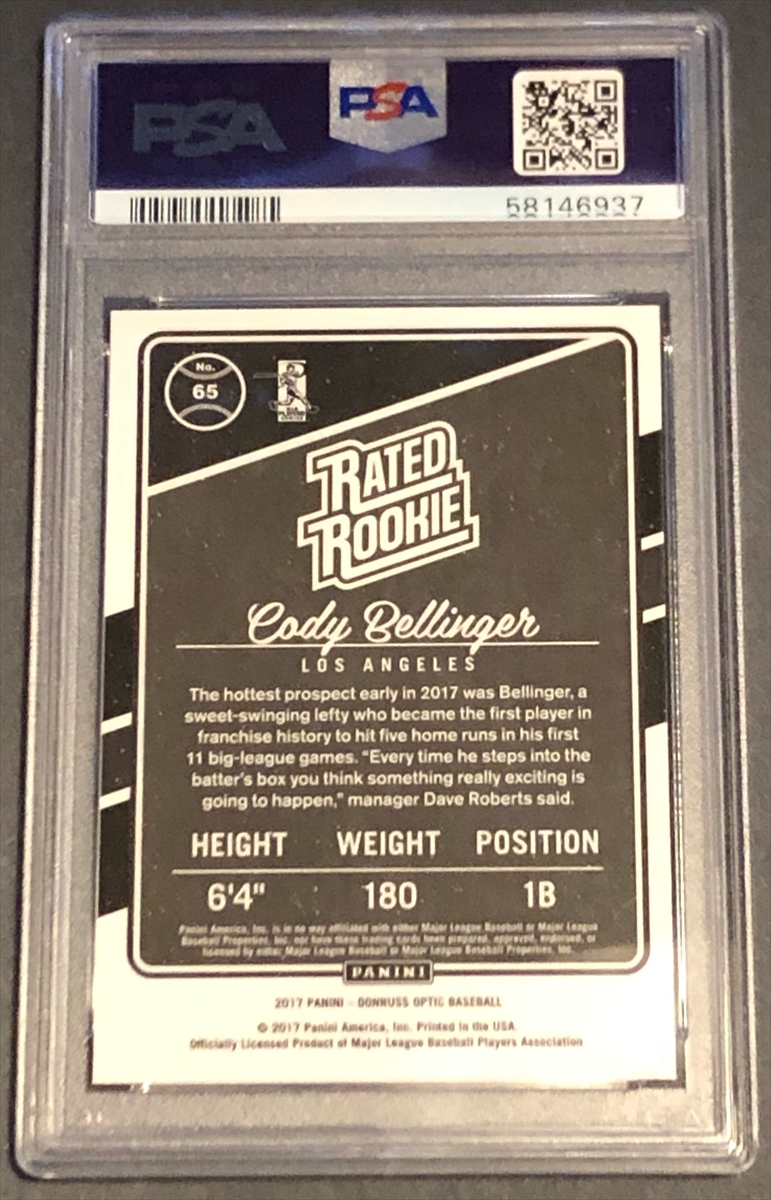 PSA
PSA
58146937
No.
65
RATED
ROOKIE
Cody Bellinger
LOS ANGELES
The hottest prospect early in 2017 was Bellinger, a
sweet-swinging lefty who became the first player in
franchise history to hit five home runs in his first
11 big-league games. "Every time he steps into the
batter's box you think something really exciting is
going to happen," manager Dave Roberts said.
HEIGHT WEIGHT POSITION
6'4" 180 1B
Panini America, Inc. is in no way affiliated with either Major League Baseball or Major League
Baseball Properties, Inc. nor have these trading cards been prepared, approved, endorsed, or
licensed by either Major League Baseball or Major League Baseball Properties, Inc.
PANINI
2017 PANINI - DONRUSS OPTIC BASEBALL
© 2017 Panini America, Inc. Printed in the USA.
Officially Licensed Product of Major League Baseball Players Association